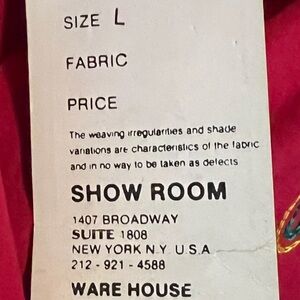 SIZE L
FABRIC
PRICE
The weaving irregularities and shade
variations are characteristics of the fabric
and in no way to be taken as defects
SHOW ROOM
1407 BROADWAY
SUITE 1808
NEW YORK N.Y. U.S.A.
212 - 921 - 4588
WARE HOUSE